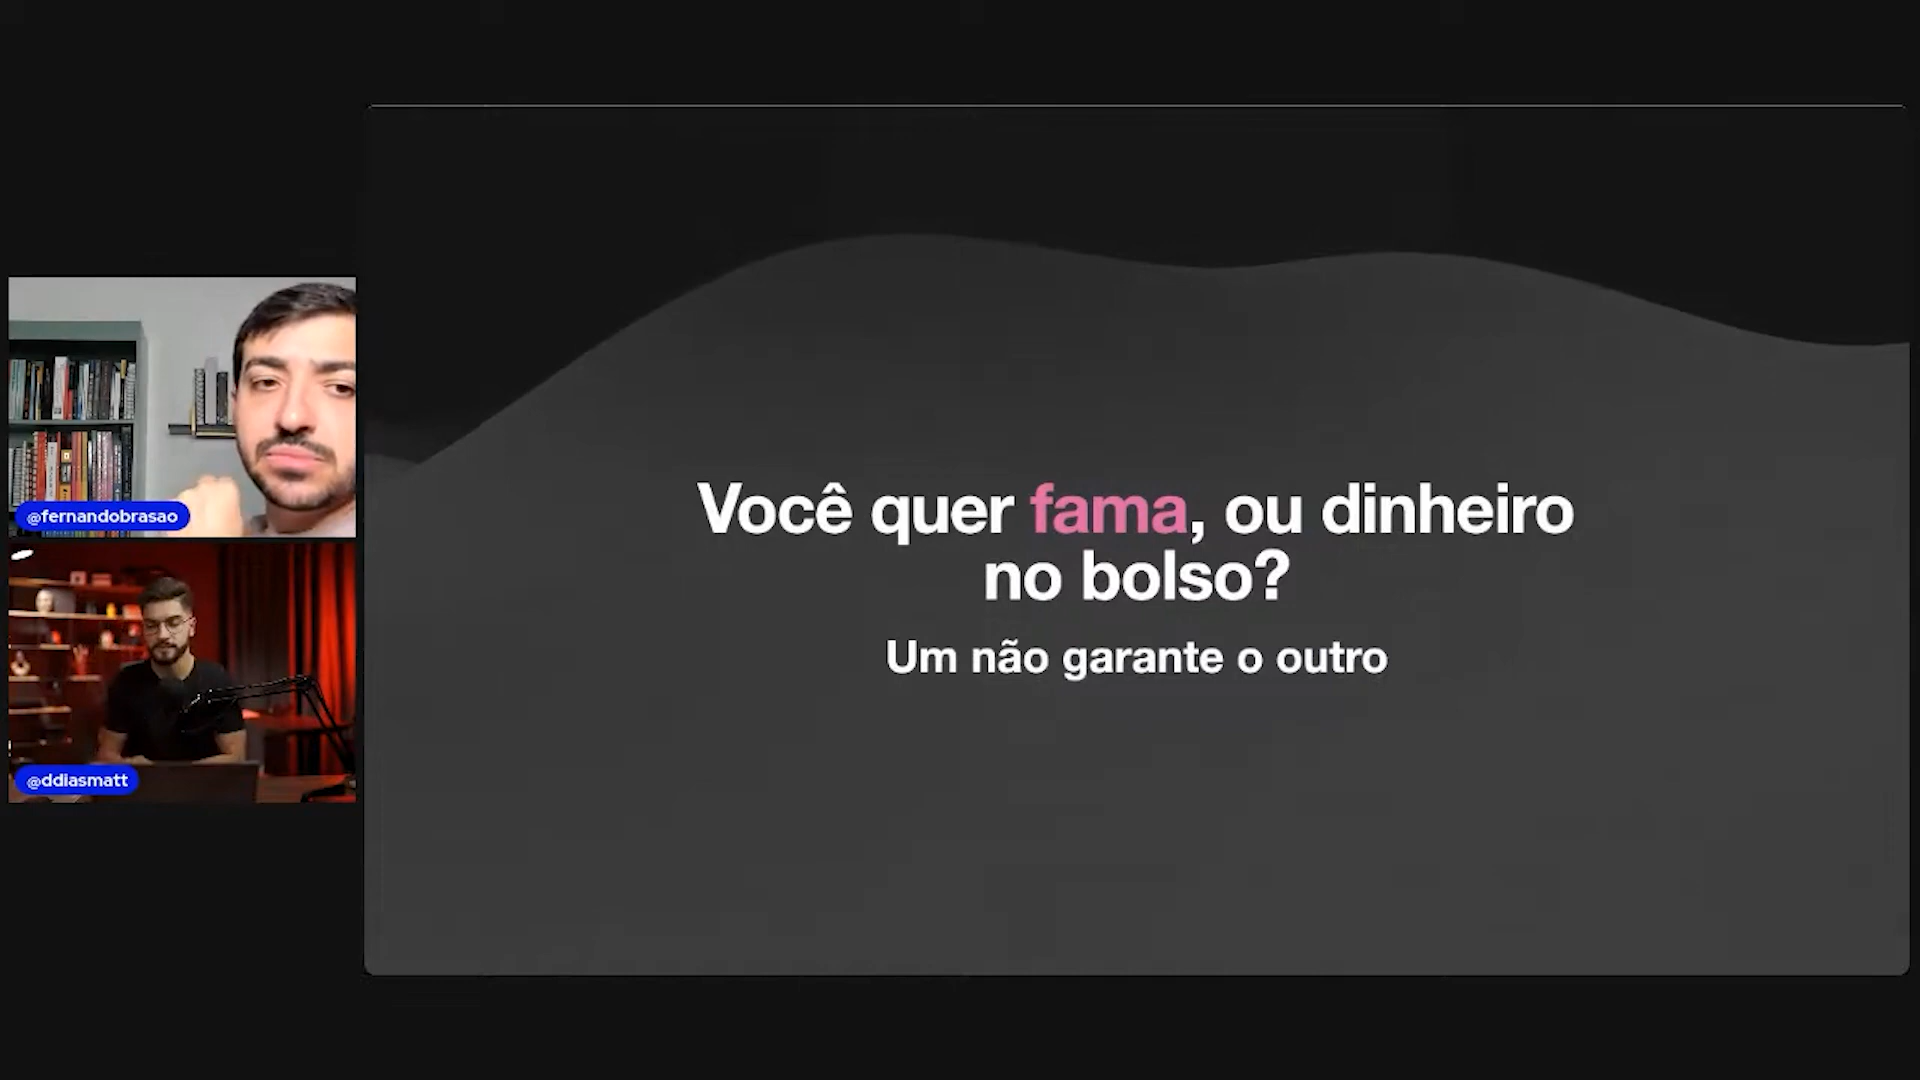 @fernandobrasao
@ddiasmatt
Você quer fama, ou dinheiro
no bolso?
Um não garante o outro